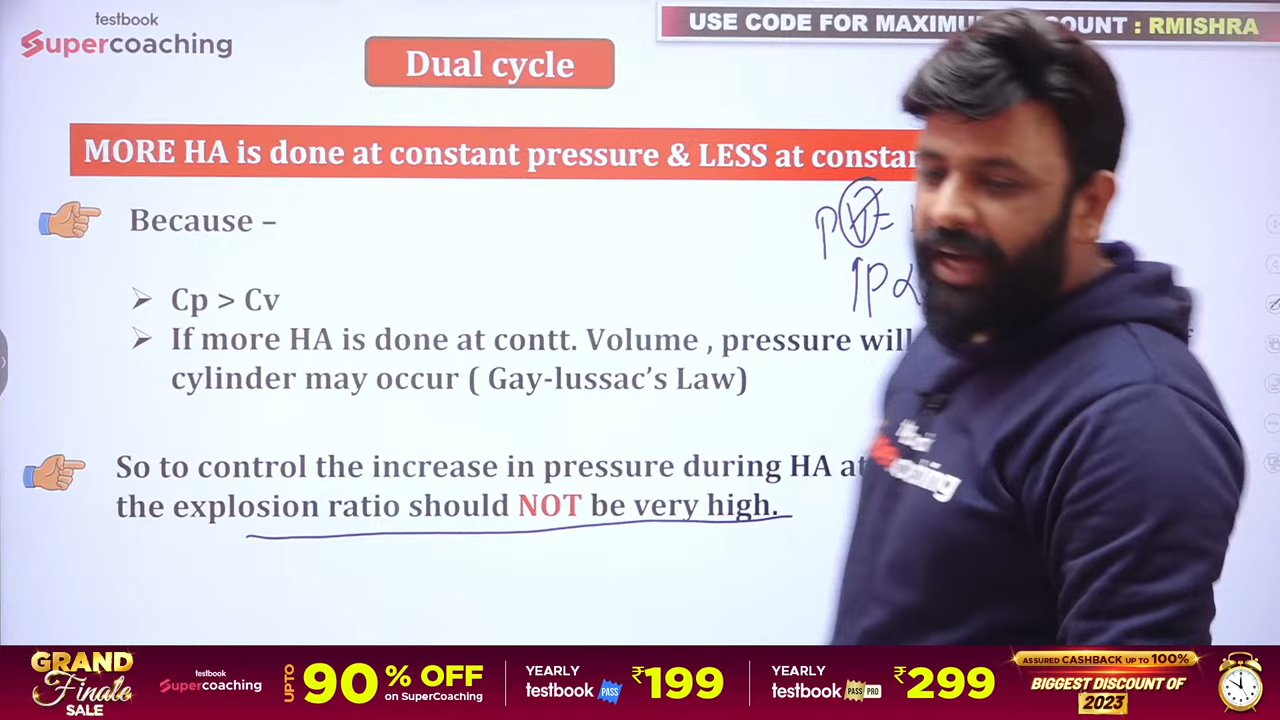 testbook
Supercoaching
USE CODE FOR MAXIMUM COUNT : RMISHRA
Dual cycle
MORE HA is done at constant pressure & LESS at
Because –
➢ Cp > Cv
➢ If more HA is done at contt. Volume , pressure will
cylinder may occur ( Gay-lussac's Law)
So to control the increase in pressure during HA at
the explosion ratio should NOT be very high.
GRAND
Finale
SALE
testbook
Supercoaching
UPTO 90% OFF
on SuperCoaching
YEARLY
testbook PASS
₹199
YEARLY
testbook PASS PRO
₹299
ASSURED CASHBACK UP TO 100%
BIGGEST DISCOUNT OF
2023